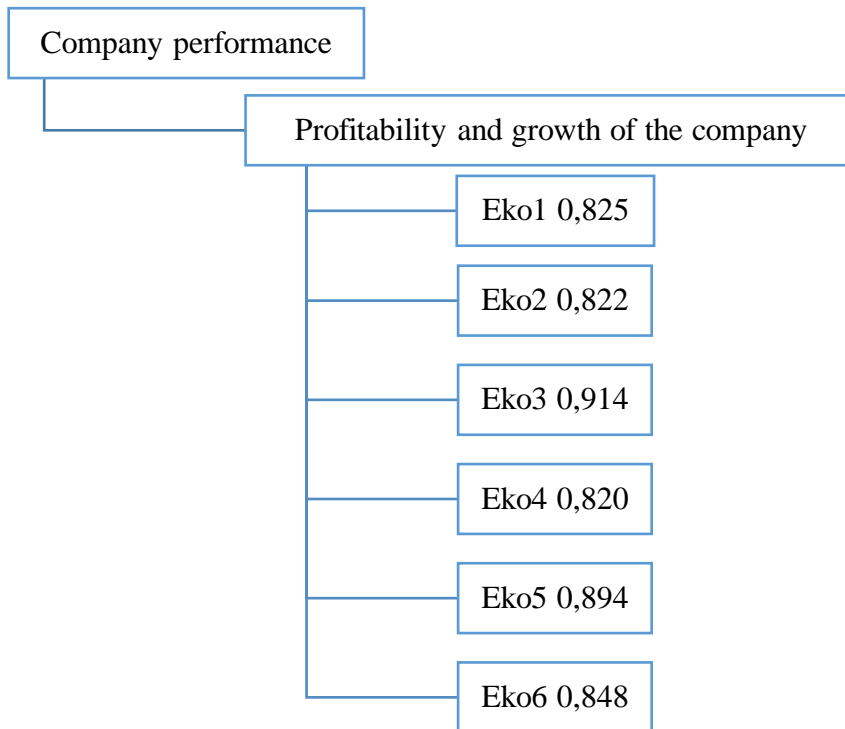 Company performance
Profitability and growth of the company
Eko1 0,825
Eko2 0,822
Eko3 0,914
Eko4 0,820
Eko5 0,894
Eko6 0,848